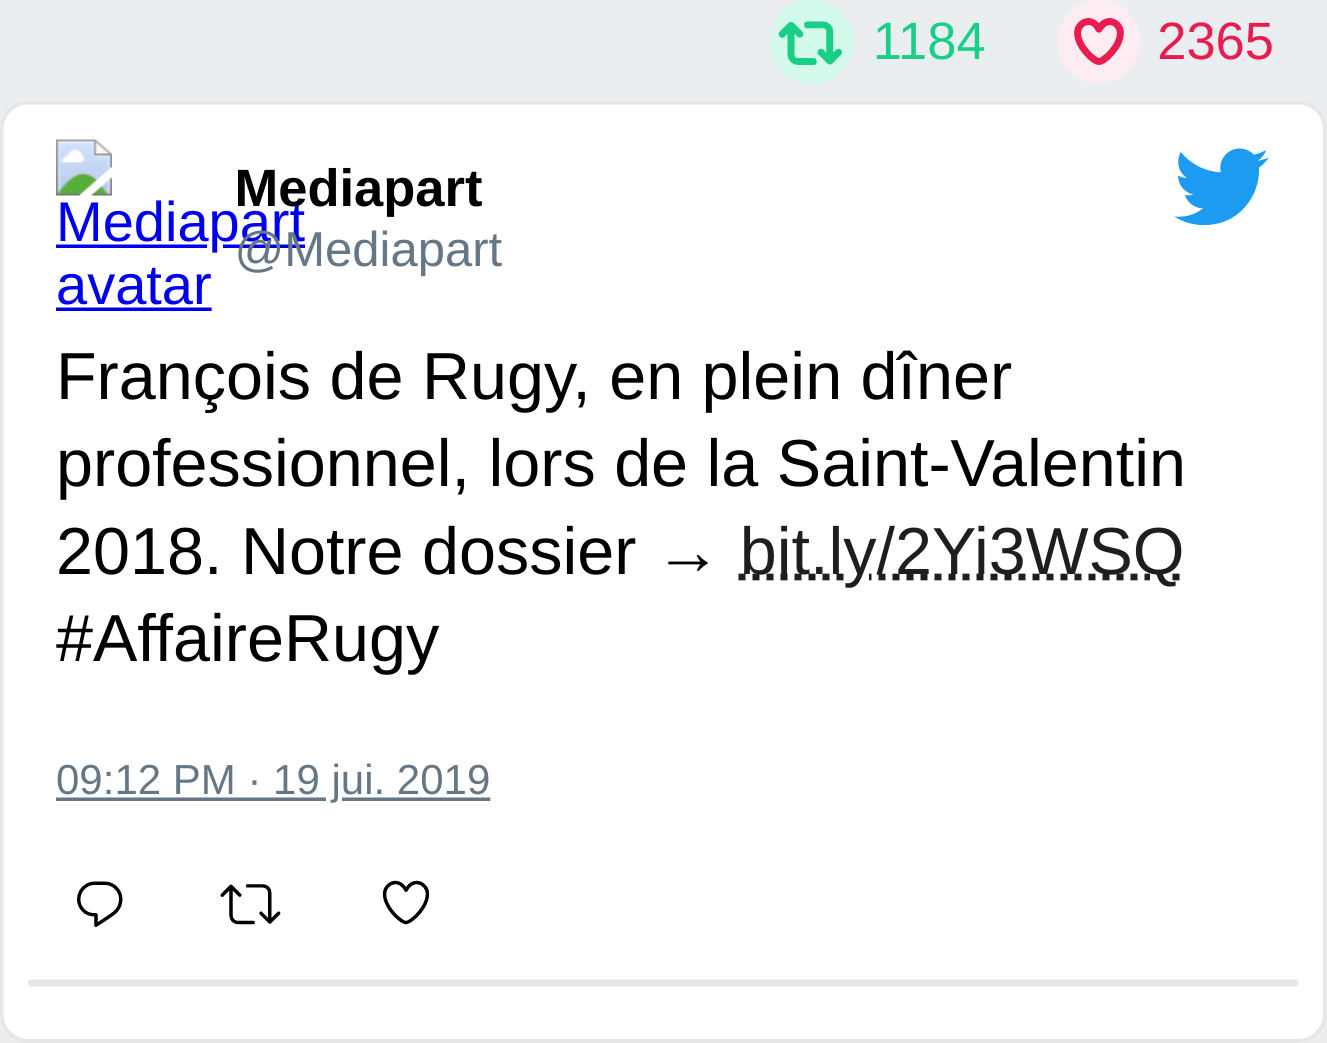 1184 2365
Mediapart
Mediapart avatar
@Mediapart
François de Rugy, en plein dîner
professionnel, lors de la Saint-Valentin
2018. Notre dossier → bit.ly/2Yi3WSQ
#AffaireRugy
09:12 PM · 19 jui. 2019